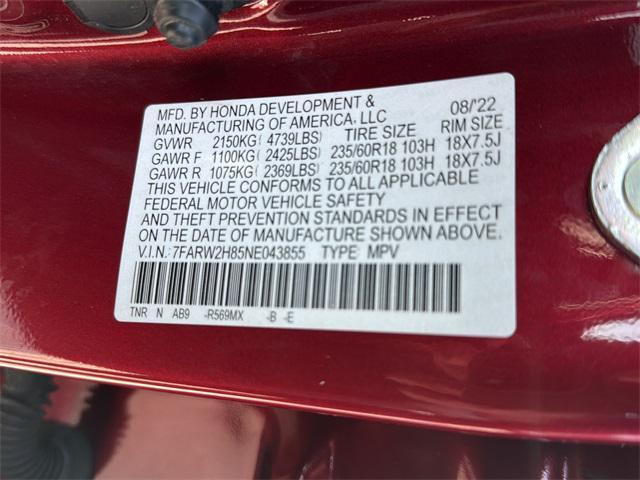 MFD. BY HONDA DEVELOPMENT & 08/'22
MANUFACTURING OF AMERICA, LLC
GVWR 2150KG( 4739LBS) TIRE SIZE RIM SIZE
GAWR F 1100KG( 2425LBS) 235/60R18 103H 18X7.5J
GAWR R 1075KG( 2369LBS) 235/60R18 103H 18X7.5J
THIS VEHICLE CONFORMS TO ALL APPLICABLE
FEDERAL MOTOR VEHICLE SAFETY
AND THEFT PREVENTION STANDARDS IN EFFECT
ON THE DATE OF MANUFACTURE SHOWN ABOVE.
V.I.N.: 7FARW2H85NE043855 TYPE: MPV
TNR N AB9 -R569MX -B -E